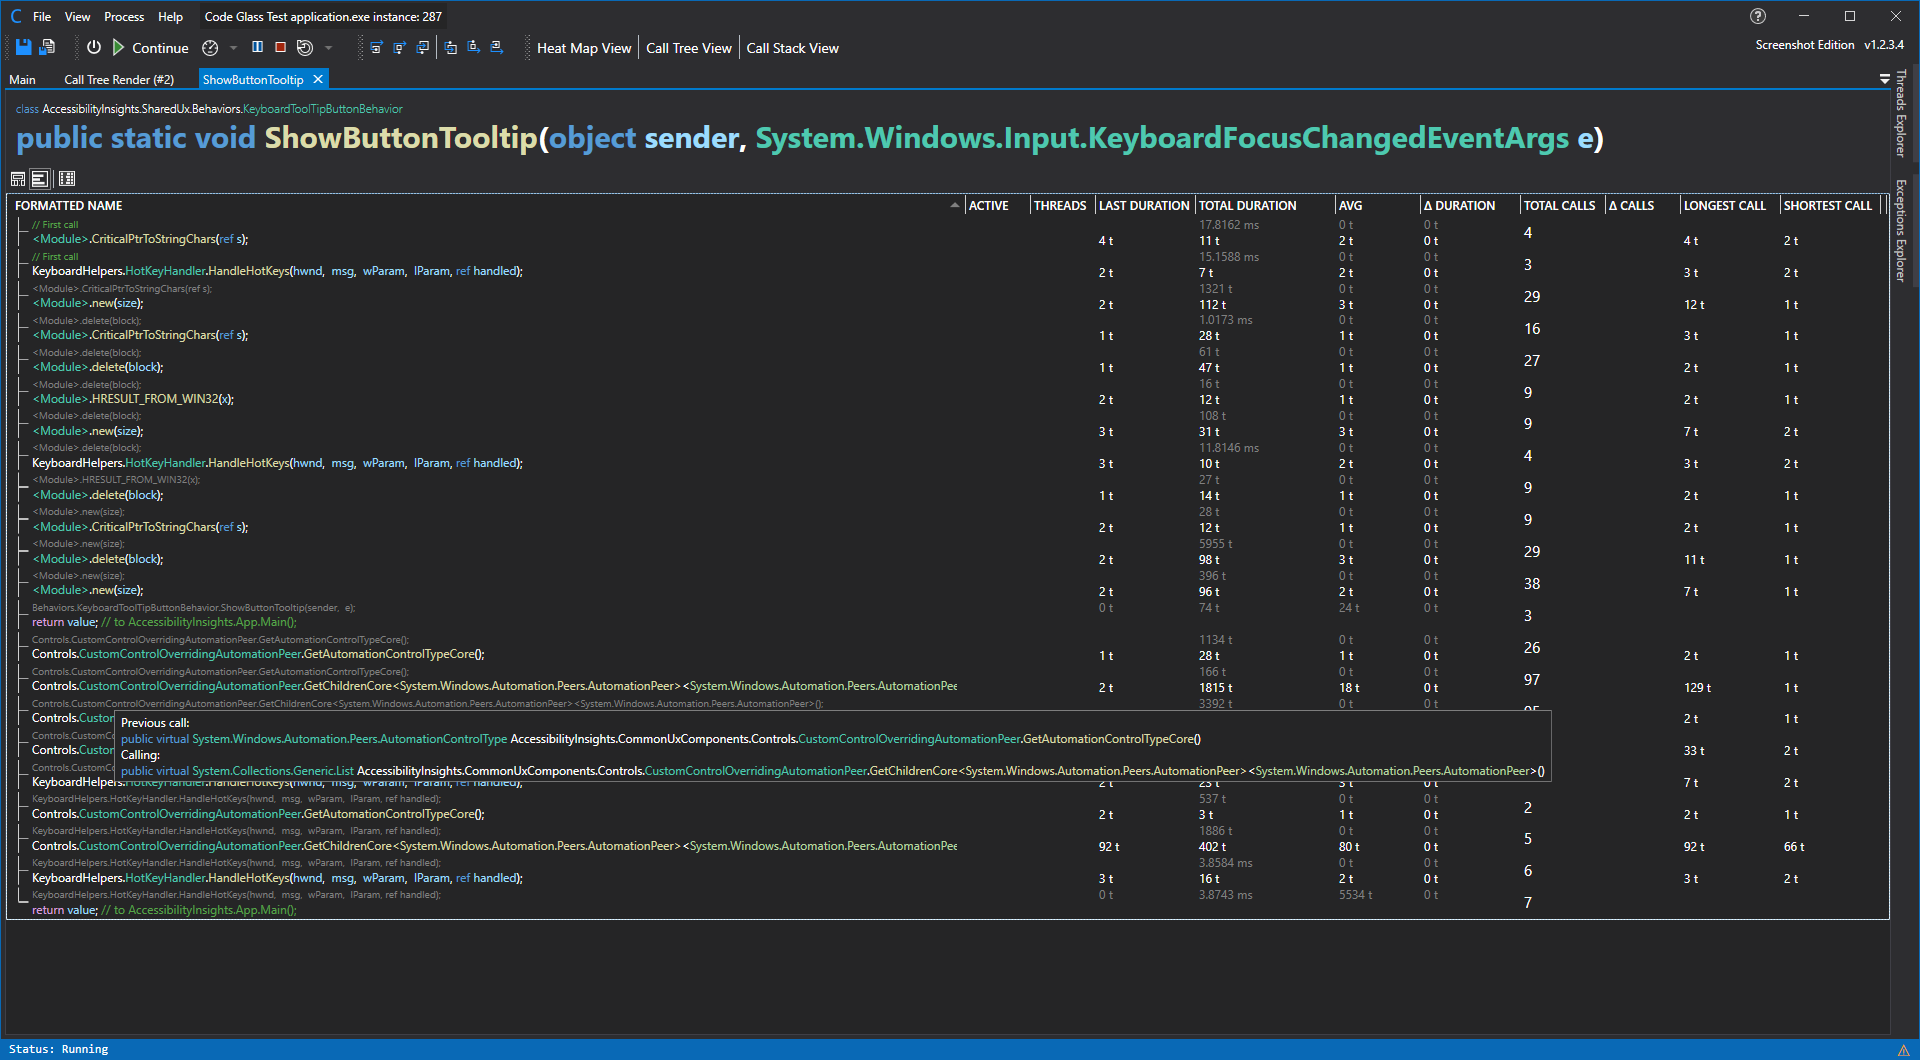 File View Process Help Code Glass Test application.exe instance: 287
Continue Heat Map View Call Tree View Call Stack View Screenshot Edition v1.2.3.4
Main Call Tree Render (#2) ShowButtonTooltip
Threads Explorer
Exceptions Explorer
class AccessibilityInsights.SharedUx.Behaviors.KeyboardToolTipButtonBehavior
public static void ShowButtonTooltip(object sender, System.Windows.Input.KeyboardFocusChangedEventArgs e)
FORMATTED NAME ACTIVE THREADS LAST DURATION TOTAL DURATION AVG Δ DURATION TOTAL CALLS Δ CALLS LONGEST CALL SHORTEST CALL
// First call 17.8162 ms 0 t 0 t
<Module>.CriticalPtrToStringChars(ref s); 4 t 11 t 2 t 0 t 4 4 t 2 t
// First call 15.1588 ms 0 t 0 t
KeyboardHelpers.HotKeyHandler.HandleHotKeys(hwnd, msg, wParam, lParam, ref handled); 2 t 7 t 2 t 0 t 3 3 t 2 t
<Module>.CriticalPtrToStringChars(ref s); 1321 t 0 t 0 t
<Module>.new(size); 2 t 112 t 3 t 0 t 29 12 t 1 t
<Module>.delete(block); 1.0173 ms 0 t 0 t
<Module>.CriticalPtrToStringChars(ref s); 1 t 28 t 1 t 0 t 16 3 t 1 t
<Module>.delete(block); 61 t 0 t 0 t
<Module>.delete(block); 1 t 47 t 1 t 0 t 27 2 t 1 t
<Module>.delete(block); 16 t 0 t 0 t
<Module>.HRESULT_FROM_WIN32(x); 2 t 12 t 1 t 0 t 9 2 t 1 t
<Module>.delete(block); 108 t 0 t 0 t
<Module>.new(size); 3 t 31 t 3 t 0 t 9 7 t 2 t
<Module>.delete(block); 11.8146 ms 0 t 0 t
KeyboardHelpers.HotKeyHandler.HandleHotKeys(hwnd, msg, wParam, lParam, ref handled); 3 t 10 t 2 t 0 t 4 3 t 2 t
<Module>.HRESULT_FROM_WIN32(x); 27 t 0 t 0 t
<Module>.delete(block); 1 t 14 t 1 t 0 t 9 2 t 1 t
<Module>.new(size); 28 t 0 t 0 t
<Module>.CriticalPtrToStringChars(ref s); 2 t 12 t 1 t 0 t 9 2 t 1 t
<Module>.new(size); 5955 t 0 t 0 t
<Module>.delete(block); 2 t 98 t 3 t 0 t 29 11 t 1 t
<Module>.new(size); 396 t 0 t 0 t
<Module>.new(size); 2 t 96 t 2 t 0 t 38 7 t 1 t
Behaviors.KeyboardToolTipButtonBehavior.ShowButtonTooltip(sender, e); 0 t 74 t 24 t 0 t
return value; // to AccessibilityInsights.App.Main(); 3
Controls.CustomControlOverridingAutomationPeer.GetAutomationControlTypeCore(); 1134 t 0 t 0 t
Controls.CustomControlOverridingAutomationPeer.GetAutomationControlTypeCore(); 1 t 28 t 1 t 0 t 26 2 t 1 t
Controls.CustomControlOverridingAutomationPeer.GetAutomationControlTypeCore(); 166 t 0 t 0 t
Controls.CustomControlOverridingAutomationPeer.GetChildrenCore<System.Windows.Automation.Peers.AutomationPeer><System.Windows.Automation.Peers.AutomationPee 2 t 1815 t 18 t 0 t 97 129 t 1 t
Controls.CustomControlOverridingAutomationPeer.GetChildrenCore<System.Windows.Automation.Peers.AutomationPeer><System.Windows.Automation.Peers.AutomationPeer>(); 3392 t 0 t 0 t
Controls.Custor 2 t 1 t
Previous call:
public virtual System.Windows.Automation.Peers.AutomationControlType AccessibilityInsights.CommonUxComponents.Controls.CustomControlOverridingAutomationPeer.GetAutomationControlTypeCore()
Controls.Custo
Controls.Custor 33 t 2 t
Calling:
public virtual System.Collections.Generic.List AccessibilityInsights.CommonUxComponents.Controls.CustomControlOverridingAutomationPeer.GetChildrenCore<System.Windows.Automation.Peers.AutomationPeer><System.Windows.Automation.Peers.AutomationPeer>()
Controls.Custom
KeyboardHelpers.HotKeyHandler.HandleHotKeys(hwnd, msg, wParam, lParam, ref handled); 2 t 23 t 3 t 0 t 7 t 2 t
KeyboardHelpers.HotKeyHandler.HandleHotKeys(hwnd, msg, wParam, lParam, ref handled); 537 t 0 t 0 t
Controls.CustomControlOverridingAutomationPeer.GetAutomationControlTypeCore(); 2 t 3 t 1 t 0 t 2 2 t 1 t
KeyboardHelpers.HotKeyHandler.HandleHotKeys(hwnd, msg, wParam, lParam, ref handled); 1886 t 0 t 0 t
Controls.CustomControlOverridingAutomationPeer.GetChildrenCore<System.Windows.Automation.Peers.AutomationPeer><System.Windows.Automation.Peers.AutomationPee 92 t 402 t 80 t 0 t 5 92 t 66 t
KeyboardHelpers.HotKeyHandler.HandleHotKeys(hwnd, msg, wParam, lParam, ref handled); 3.8584 ms 0 t 0 t
KeyboardHelpers.HotKeyHandler.HandleHotKeys(hwnd, msg, wParam, lParam, ref handled); 3 t 16 t 2 t 0 t 6 3 t 2 t
KeyboardHelpers.HotKeyHandler.HandleHotKeys(hwnd, msg, wParam, lParam, ref handled); 0 t 3.8743 ms 5534 t 0 t
return value; // to AccessibilityInsights.App.Main(); 7
Status: Running